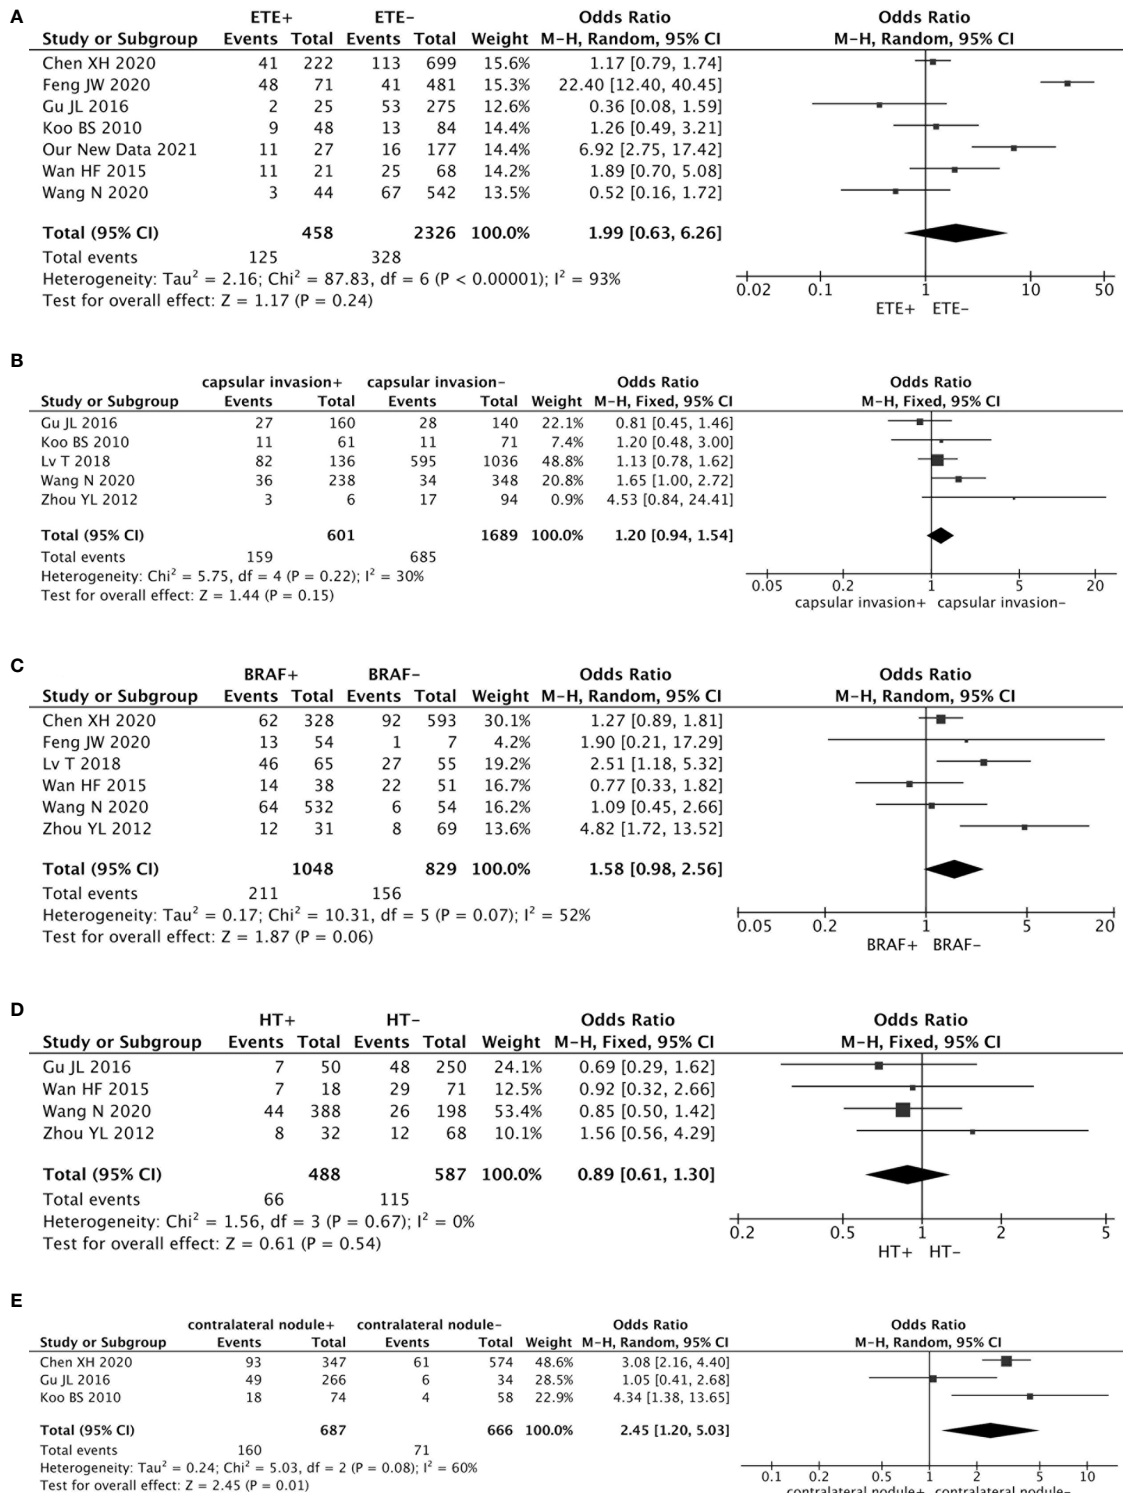 A
ETE+ ETE− Odds Ratio Odds Ratio
Study or Subgroup Events Total Events Total Weight M−H, Random, 95% CI M−H, Random, 95% CI
Chen XH 2020 41 222 113 699 15.6% 1.17 [0.79, 1.74]
Feng JW 2020 48 71 41 481 15.3% 22.40 [12.40, 40.45]
Gu JL 2016 2 25 53 275 12.6% 0.36 [0.08, 1.59]
Koo BS 2010 9 48 13 84 14.4% 1.26 [0.49, 3.21]
Our New Data 2021 11 27 16 177 14.4% 6.92 [2.75, 17.42]
Wan HF 2015 11 21 25 68 14.2% 1.89 [0.70, 5.08]
Wang N 2020 3 44 67 542 13.5% 0.52 [0.16, 1.72]
Total (95% CI) 458 2326 100.0% 1.99 [0.63, 6.26]
Total events 125 328
Heterogeneity: Tau² = 2.16; Chi² = 87.83, df = 6 (P < 0.00001); I² = 93%
Test for overall effect: Z = 1.17 (P = 0.24)
0.02 0.1 1 10 50
ETE+ ETE−
B
capsular invasion+ capsular invasion− Odds Ratio Odds Ratio
Study or Subgroup Events Total Events Total Weight M−H, Fixed, 95% CI M−H, Fixed, 95% CI
Gu JL 2016 27 160 28 140 22.1% 0.81 [0.45, 1.46]
Koo BS 2010 11 61 11 71 7.4% 1.20 [0.48, 3.00]
Lv T 2018 82 136 595 1036 48.8% 1.13 [0.78, 1.62]
Wang N 2020 36 238 34 348 20.8% 1.65 [1.00, 2.72]
Zhou YL 2012 3 6 17 94 0.9% 4.53 [0.84, 24.41]
Total (95% CI) 601 1689 100.0% 1.20 [0.94, 1.54]
Total events 159 685
Heterogeneity: Chi² = 5.75, df = 4 (P = 0.22); I² = 30%
Test for overall effect: Z = 1.44 (P = 0.15)
0.05 0.2 1 5 20
capsular invasion+ capsular invasion−
C
BRAF+ BRAF− Odds Ratio Odds Ratio
Study or Subgroup Events Total Events Total Weight M−H, Random, 95% CI M−H, Random, 95% CI
Chen XH 2020 62 328 92 593 30.1% 1.27 [0.89, 1.81]
Feng JW 2020 13 54 1 7 4.2% 1.90 [0.21, 17.29]
Lv T 2018 46 65 27 55 19.2% 2.51 [1.18, 5.32]
Wan HF 2015 14 38 22 51 16.7% 0.77 [0.33, 1.82]
Wang N 2020 64 532 6 54 16.2% 1.09 [0.45, 2.66]
Zhou YL 2012 12 31 8 69 13.6% 4.82 [1.72, 13.52]
Total (95% CI) 1048 829 100.0% 1.58 [0.98, 2.56]
Total events 211 156
Heterogeneity: Tau² = 0.17; Chi² = 10.31, df = 5 (P = 0.07); I² = 52%
Test for overall effect: Z = 1.87 (P = 0.06)
0.05 0.2 1 5 20
BRAF+ BRAF−
D
HT+ HT− Odds Ratio Odds Ratio
Study or Subgroup Events Total Events Total Weight M−H, Fixed, 95% CI M−H, Fixed, 95% CI
Gu JL 2016 7 50 48 250 24.1% 0.69 [0.29, 1.62]
Wan HF 2015 7 18 29 71 12.5% 0.92 [0.32, 2.66]
Wang N 2020 44 388 26 198 53.4% 0.85 [0.50, 1.42]
Zhou YL 2012 8 32 12 68 10.1% 1.56 [0.56, 4.29]
Total (95% CI) 488 587 100.0% 0.89 [0.61, 1.30]
Total events 66 115
Heterogeneity: Chi² = 1.56, df = 3 (P = 0.67); I² = 0%
Test for overall effect: Z = 0.61 (P = 0.54)
0.2 0.5 1 2 5
HT+ HT−
E
contralateral nodule+ contralateral nodule− Odds Ratio Odds Ratio
Study or Subgroup Events Total Events Total Weight M−H, Random, 95% CI M−H, Random, 95% CI
Chen XH 2020 93 347 61 574 48.6% 3.08 [2.16, 4.40]
Gu JL 2016 49 266 6 34 28.5% 1.05 [0.41, 2.68]
Koo BS 2010 18 74 4 58 22.9% 4.34 [1.38, 13.65]
Total (95% CI) 687 666 100.0% 2.45 [1.20, 5.03]
Total events 160 71
Heterogeneity: Tau² = 0.24; Chi² = 5.03, df = 2 (P = 0.08); I² = 60%
Test for overall effect: Z = 2.45 (P = 0.01)
0.1 0.2 0.5 1 2 5 10
contralateral nodule+ contralateral nodule−